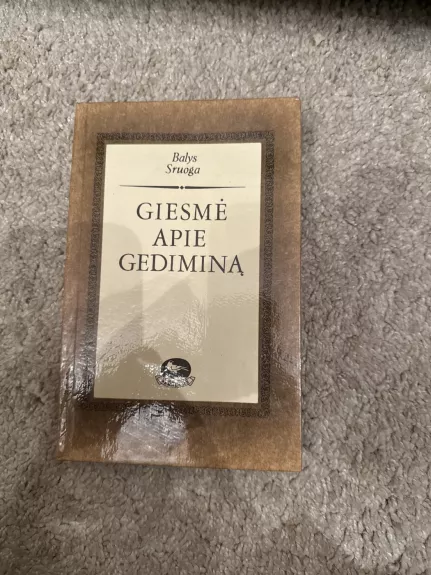 Balys
Sruoga
GIESMĖ
APIE
GEDIMINĄ